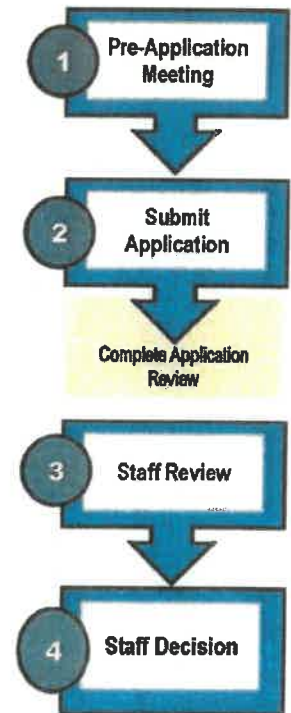 1
Pre-Application
Meeting
2
Submit
Application
Complete Application
Review
3
Staff Review
4
Staff Decision